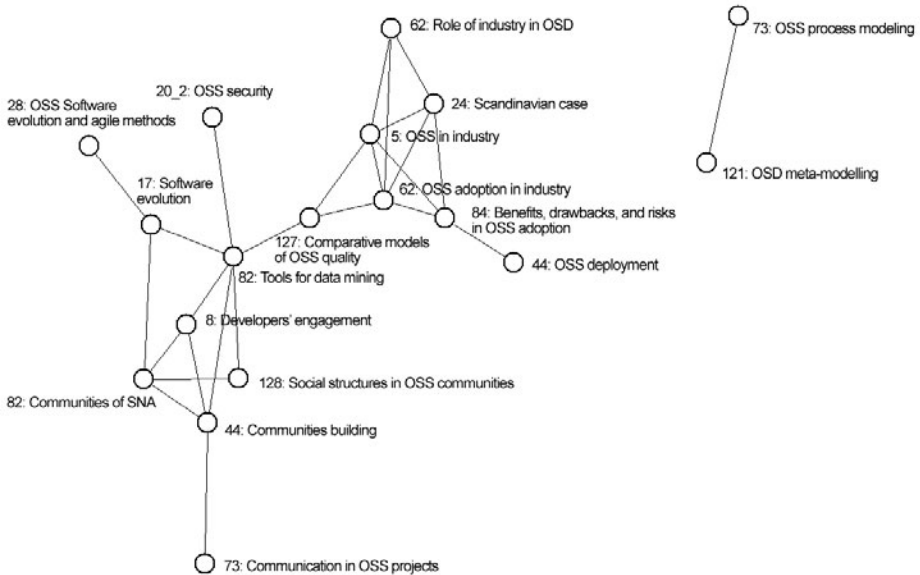 62: Role of industry in OSD
73: OSS process modeling
20_2: OSS security
24: Scandinavian case
28: OSS Software
evolution and agile methods
5: OSS in industry
121: OSD meta-modelling
17: Software
evolution
62: OSS adoption in industry
84: Benefits, drawbacks, and risks
in OSS adoption
127: Comparative models
of OSS quality
44: OSS deployment
82: Tools for data mining
8: Developers' engagement
128: Social structures in OSS communities
82: Communities of SNA
44: Communities building
73: Communication in OSS projects